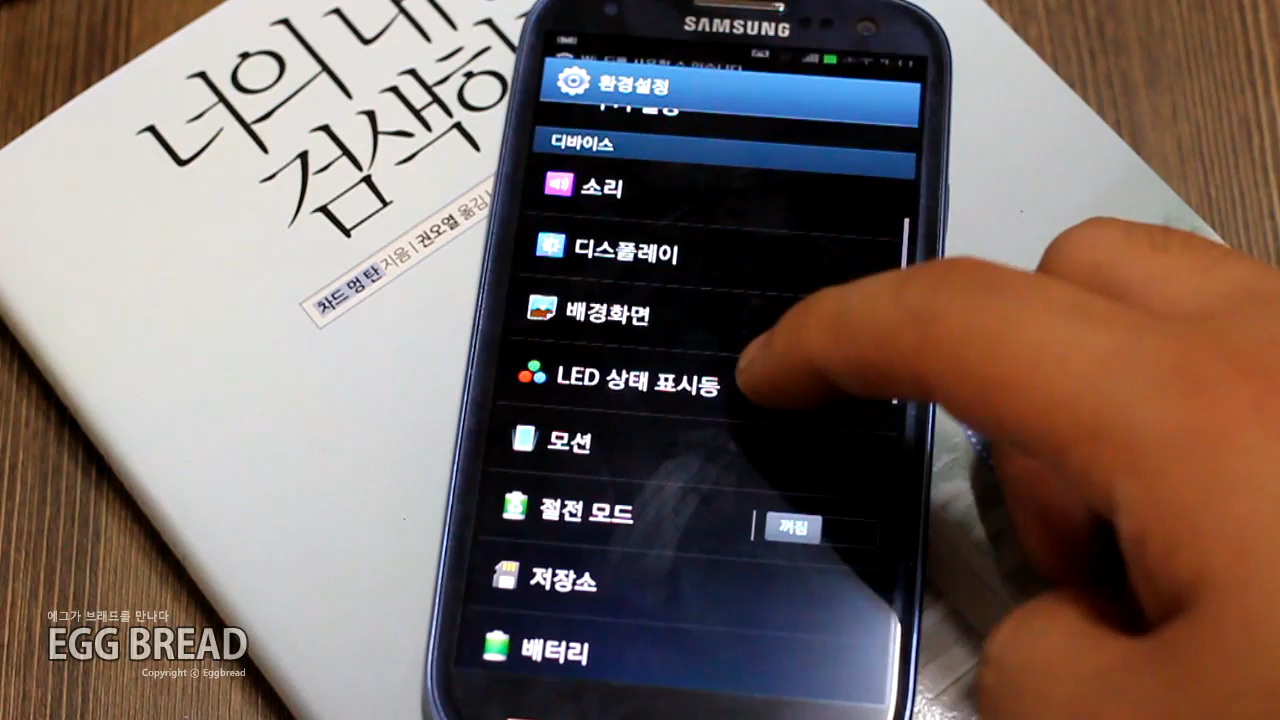 너의 내
검색하
차드 멍 탄 지음 | 권오열 옮김
SAMSUNG
환경설정
디바이스
소리
디스플레이
배경화면
LED 상태 표시등
모션
절전 모드
꺼짐
저장소
배터리
에그가 브레드를 만나다
EGG BREAD
Copyright ⓒ Eggbread